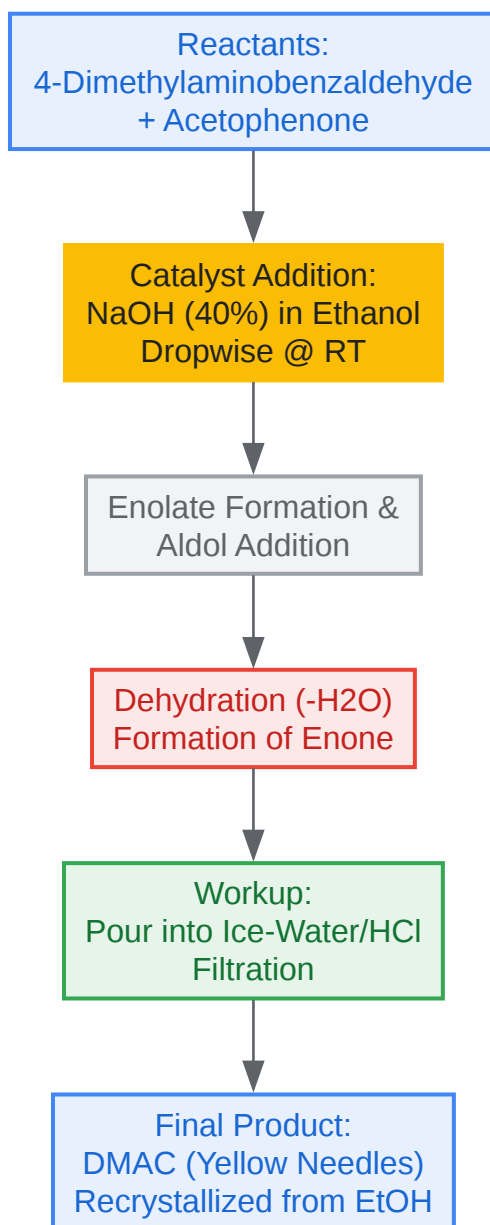 Reactants:
4-Dimethylaminobenzaldehyde
+ Acetophenone
Catalyst Addition:
NaOH (40%) in Ethanol
Dropwise @ RT
Enolate Formation &
Aldol Addition
Dehydration (-H2O)
Formation of Enone
Workup:
Pour into Ice-Water/HCl
Filtration
Final Product:
DMAC (Yellow Needles)
Recrystallized from EtOH